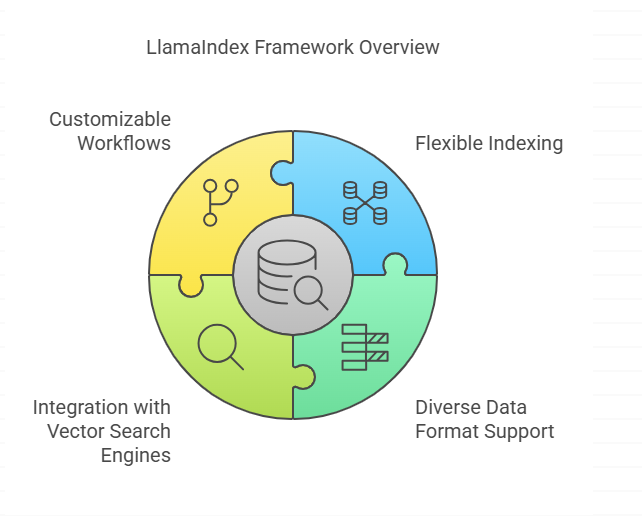 LlamaIndex Framework Overview
Customizable
Workflows
Flexible Indexing
Integration with
Vector Search
Engines
Diverse Data
Format Support